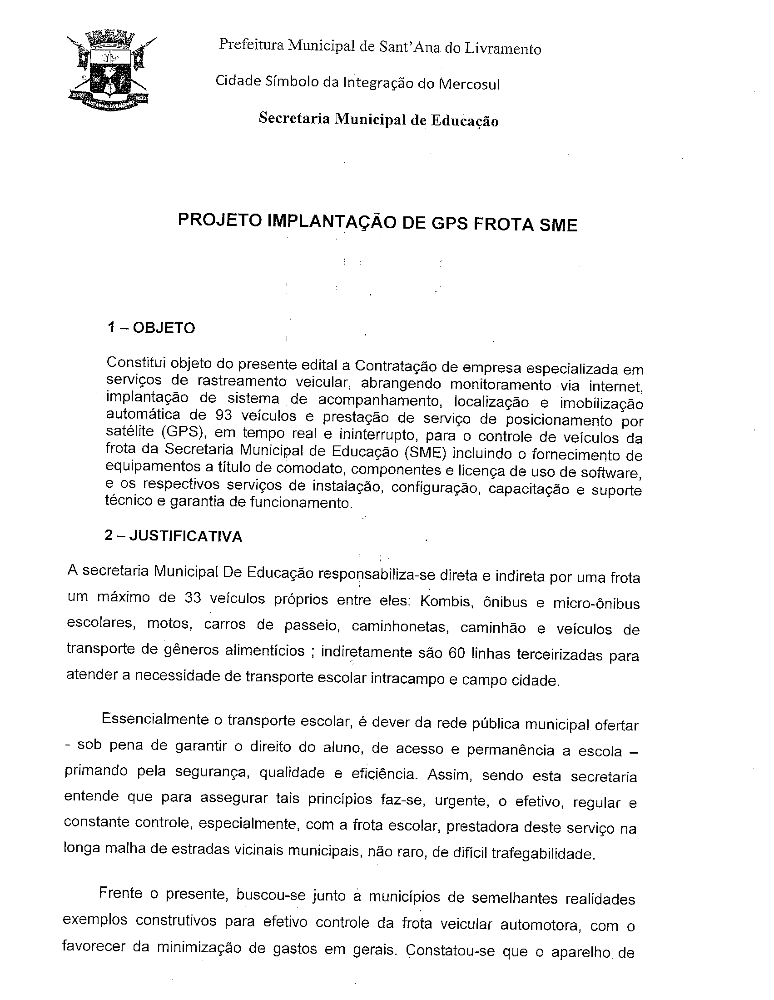 Prefeitura Municipal de Sant'Ana do Livramento
Cidade Símbolo da Integração do Mercosul
Secretaria Municipal de Educação
PROJETO IMPLANTAÇÃO DE GPS FROTA SME
1 – OBJETO
Constitui objeto do presente edital a Contratação de empresa especializada em
serviços de rastreamento veicular, abrangendo monitoramento via internet,
implantação de sistema de acompanhamento, localização e imobilização
automática de 93 veículos e prestação de serviço de posicionamento por
satélite (GPS), em tempo real e ininterrupto, para o controle de veículos da
frota da Secretaria Municipal de Educação (SME) incluindo o fornecimento de
equipamentos a título de comodato, componentes e licença de uso de software,
e os respectivos serviços de instalação, configuração, capacitação e suporte
técnico e garantia de funcionamento.
2 – JUSTIFICATIVA
A secretaria Municipal De Educação responsabiliza-se direta e indireta por uma frota
um máximo de 33 veículos próprios entre eles: Kombis, ônibus e micro-ônibus
escolares, motos, carros de passeio, caminhonetas, caminhão e veículos de
transporte de gêneros alimentícios ; indiretamente são 60 linhas terceirizadas para
atender a necessidade de transporte escolar intracampo e campo cidade.
Essencialmente o transporte escolar, é dever da rede pública municipal ofertar
- sob pena de garantir o direito do aluno, de acesso e permanência a escola –
primando pela segurança, qualidade e eficiência. Assim, sendo esta secretaria
entende que para assegurar tais princípios faz-se, urgente, o efetivo, regular e
constante controle, especialmente, com a frota escolar, prestadora deste serviço na
longa malha de estradas vicinais municipais, não raro, de difícil trafegabilidade.
Frente o presente, buscou-se junto à municípios de semelhantes realidades
exemplos construtivos para efetivo controle da frota veicular automotora, com o
favorecer da minimização de gastos em gerais. Constatou-se que o aparelho de